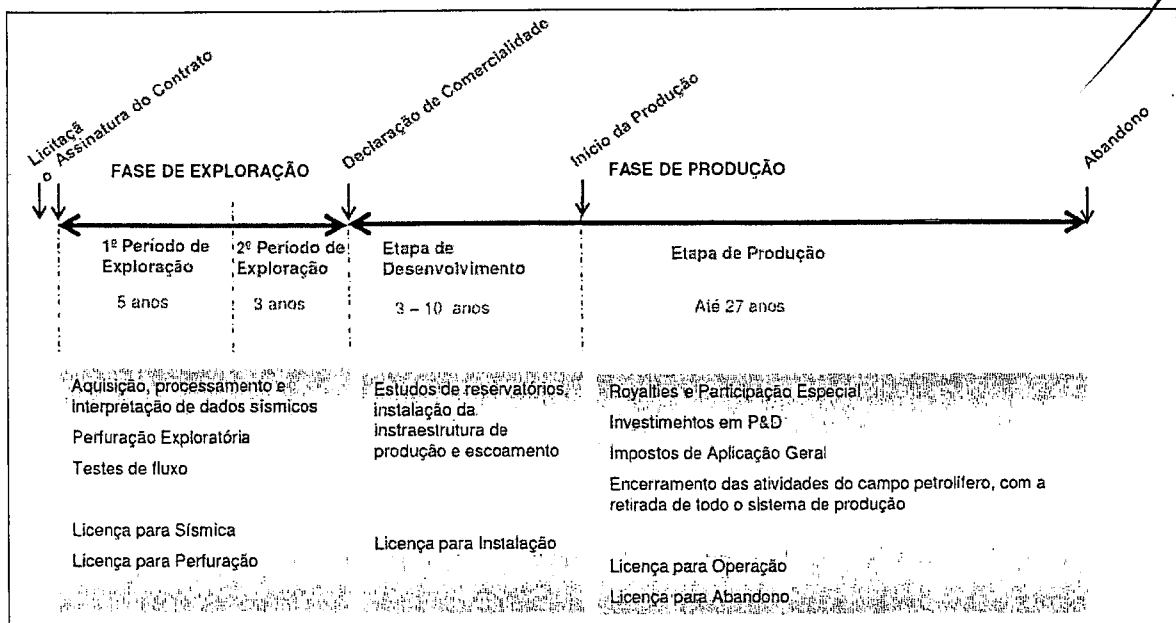 Licitaçã
o
Assinatura do Contrato
Declaração de Comercialidade
Início da Produção
Abandono
FASE DE EXPLORAÇÃO
FASE DE PRODUÇÃO
1º Período de
Exploração
5 anos
2º Período de
Exploração
3 anos
Etapa de
Desenvolvimento
3 – 10 anos
Etapa de Produção
Até 27 anos
Aquisição, processamento e
interpretação de dados sísmicos
Perfuração Exploratória
Testes de fluxo
Licença para Sísmica
Licença para Perfuração
Estudos de reservatórios,
instalação da
instraestrutura de
produção e escoamento
Licença para Instalação
Royalties e Participação Especial
Investimentos em P&D
Impostos de Aplicação Geral
Encerramento das atividades do campo petrolífero, com a
retirada de todo o sistema de produção
Licença para Operação
Licença para Abandono